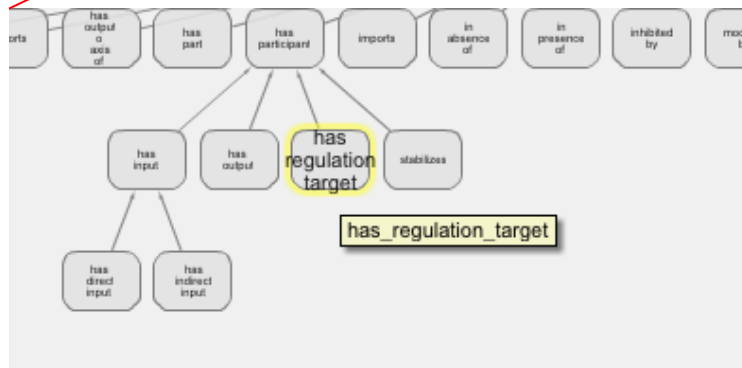 has
output
o
axis
of
has
part
has
participant
imports
in
absence
of
in
presence
of
inhibited
by
has
input
has
output
has
regulation
target
stabilizes
has_regulation_target
has
direct
input
has
indirect
input